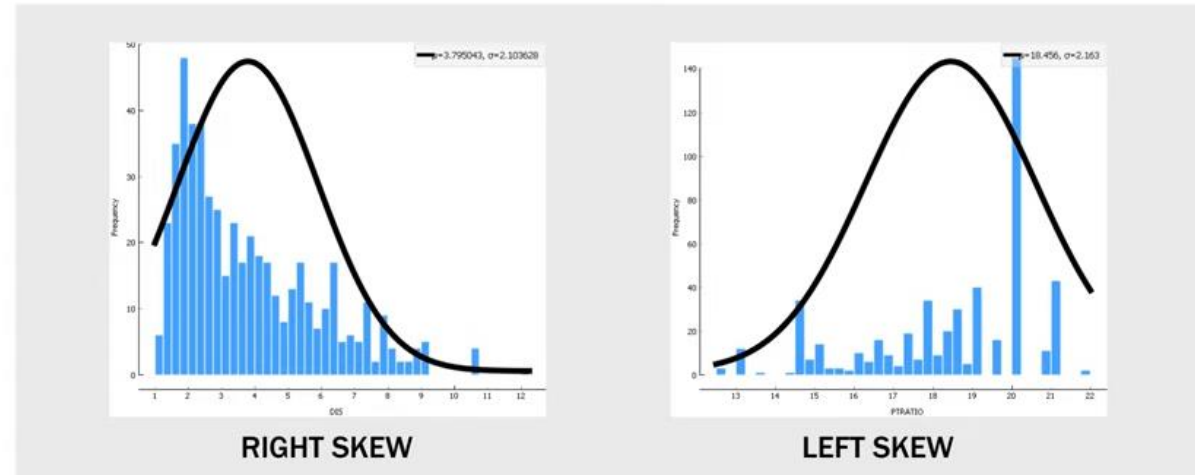 μ=3.795043, σ=2.103628
50
40
30
20
10
0
Frequency
1 2 3 4 5 6 7 8 9 10 11 12
DIS
RIGHT SKEW
μ=18.456, σ=2.163
140
120
100
80
60
40
20
0
Frequency
13 14 15 16 17 18 19 20 21 22
PTRATIO
LEFT SKEW